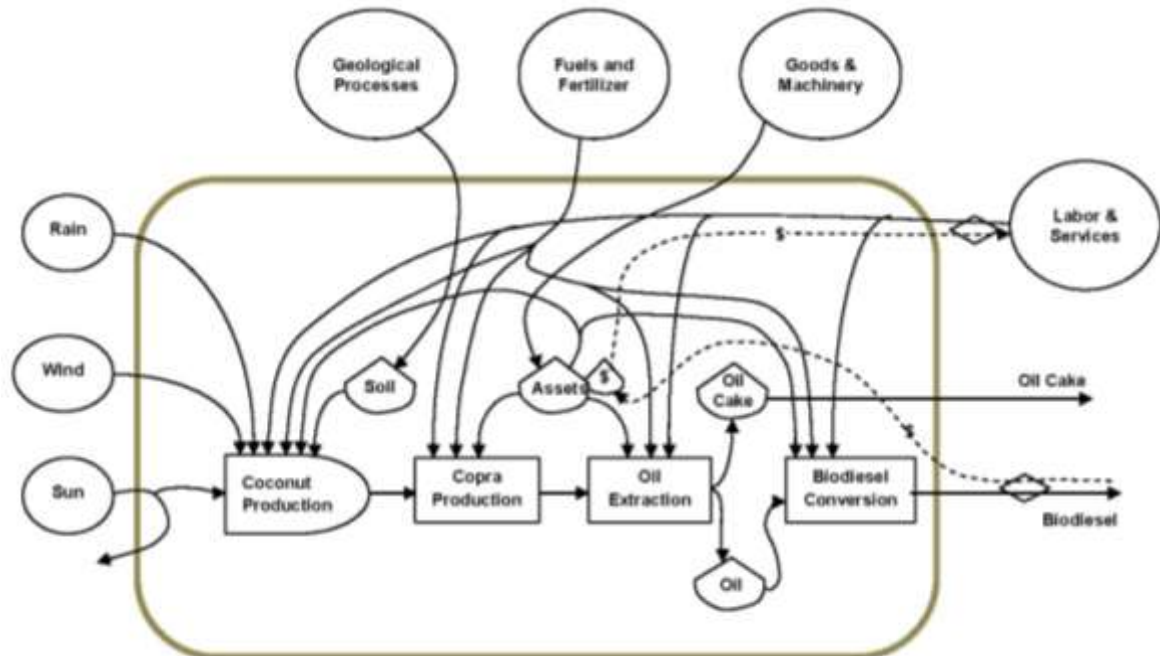 Geological
Processes
Fuels and
Fertilizer
Goods &
Machinery
Rain
Labor &
Services
$
Wind
Soil
Assets
$
Oil
Cake
Oil Cake
$
Sun
Coconut
Production
Copra
Production
Oil
Extraction
Biodiesel
Conversion
Biodiesel
Oil